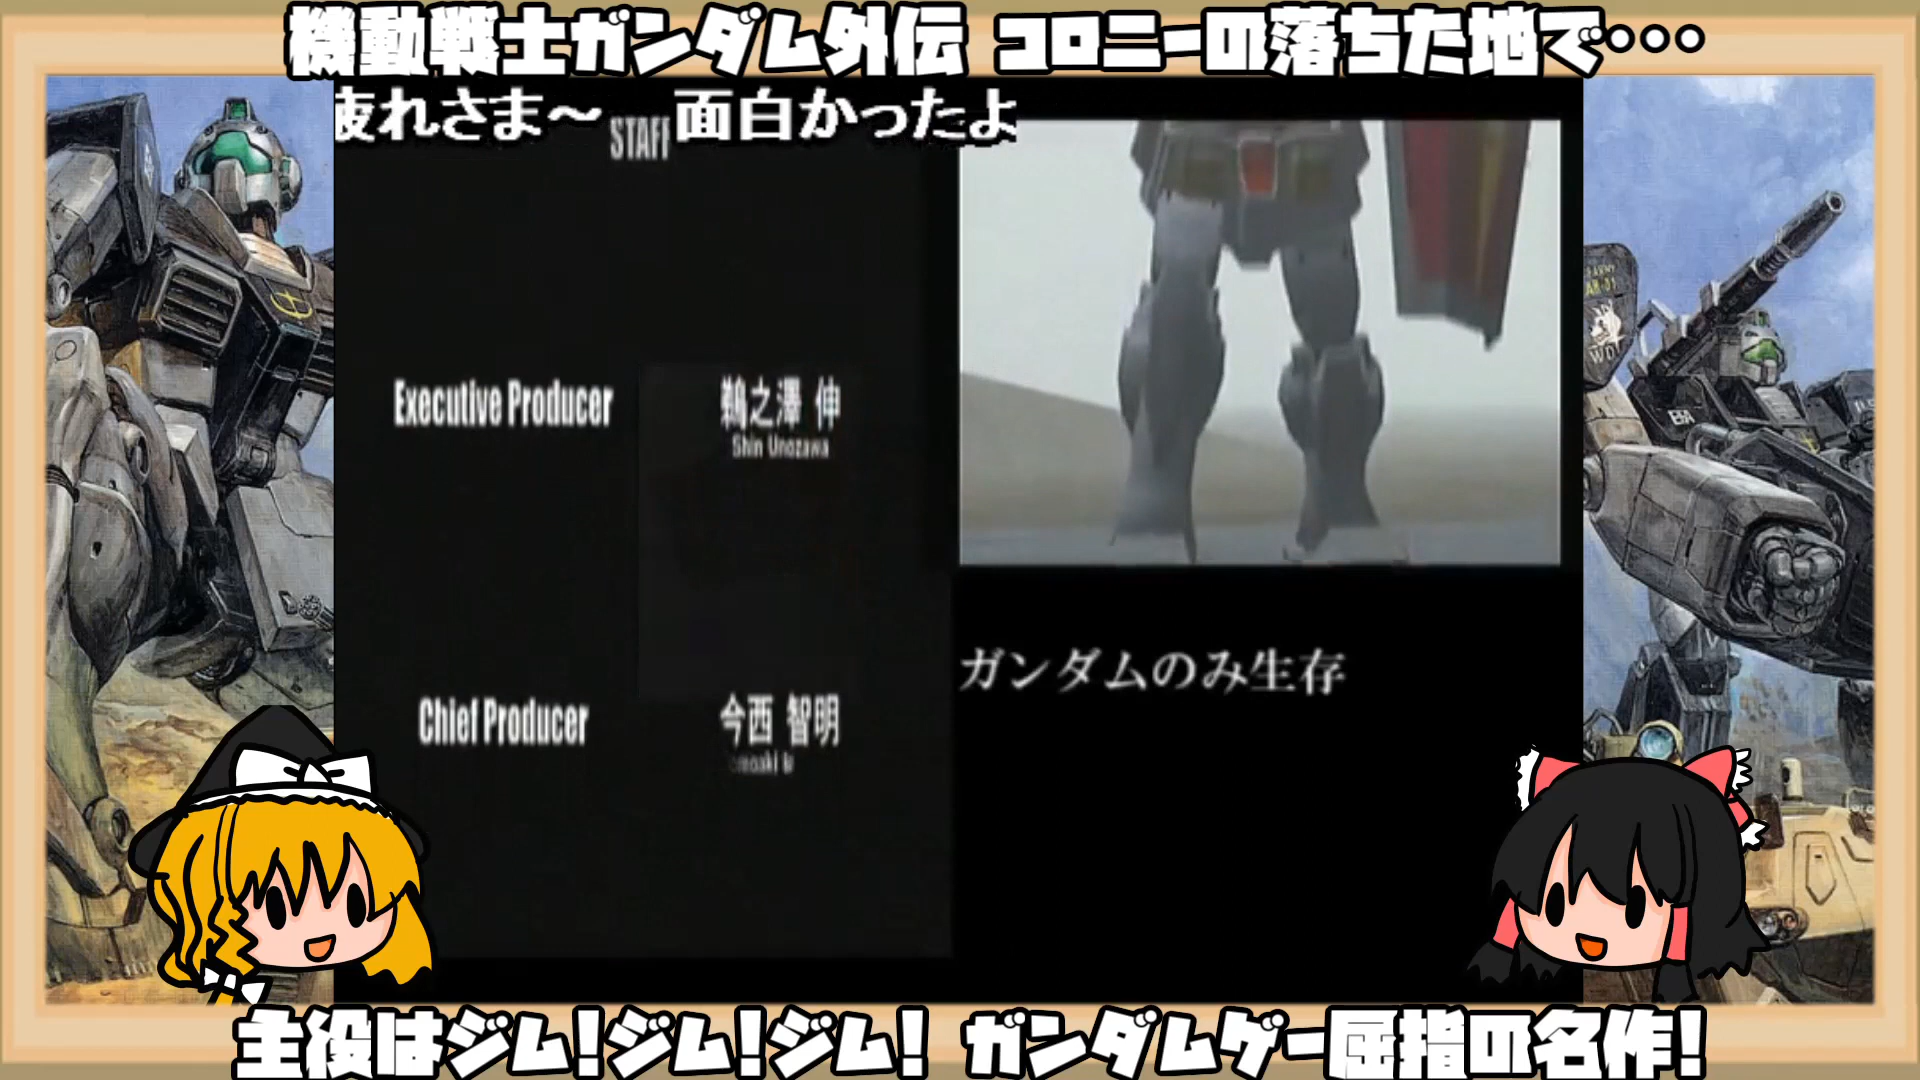 機動戦士ガンダム外伝 コロニーの落ちた地で・・・
疲れさま～ 面白かったよ
STAFF
Executive Producer 鵜之澤 伸
Shin Unozawa
ガンダムのみ生存
Chief Producer 今西 智明
主役はジム!ジム!ジム! ガンダムゲー屈指の名作!